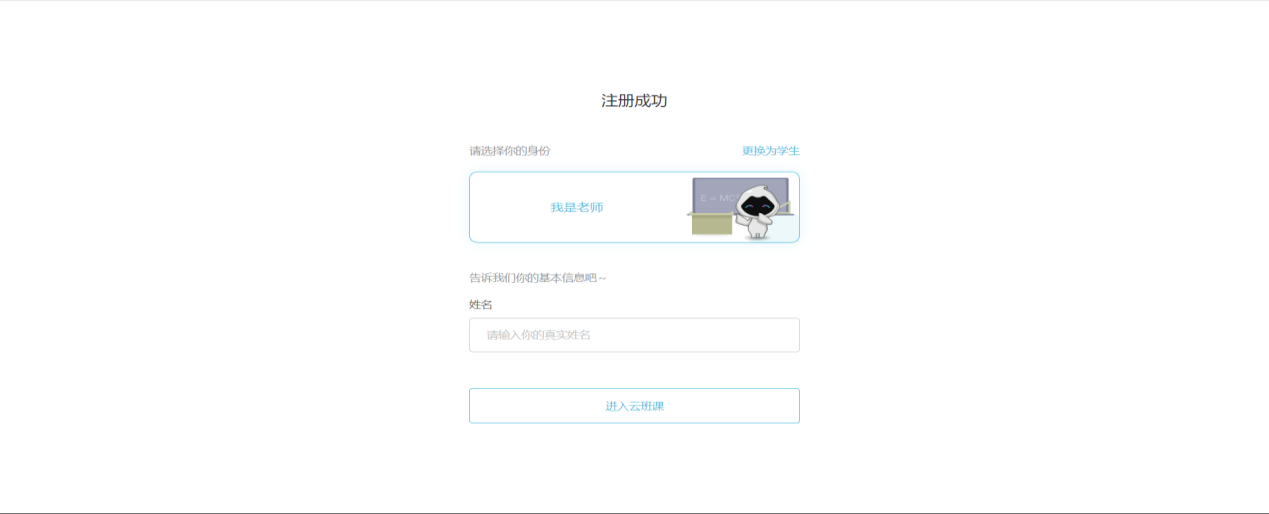 注册成功
请选择你的身份 更换为学生
我是老师
E = MC
告诉我们你的基本信息吧~
姓名
请输入你的真实姓名
进入云班课